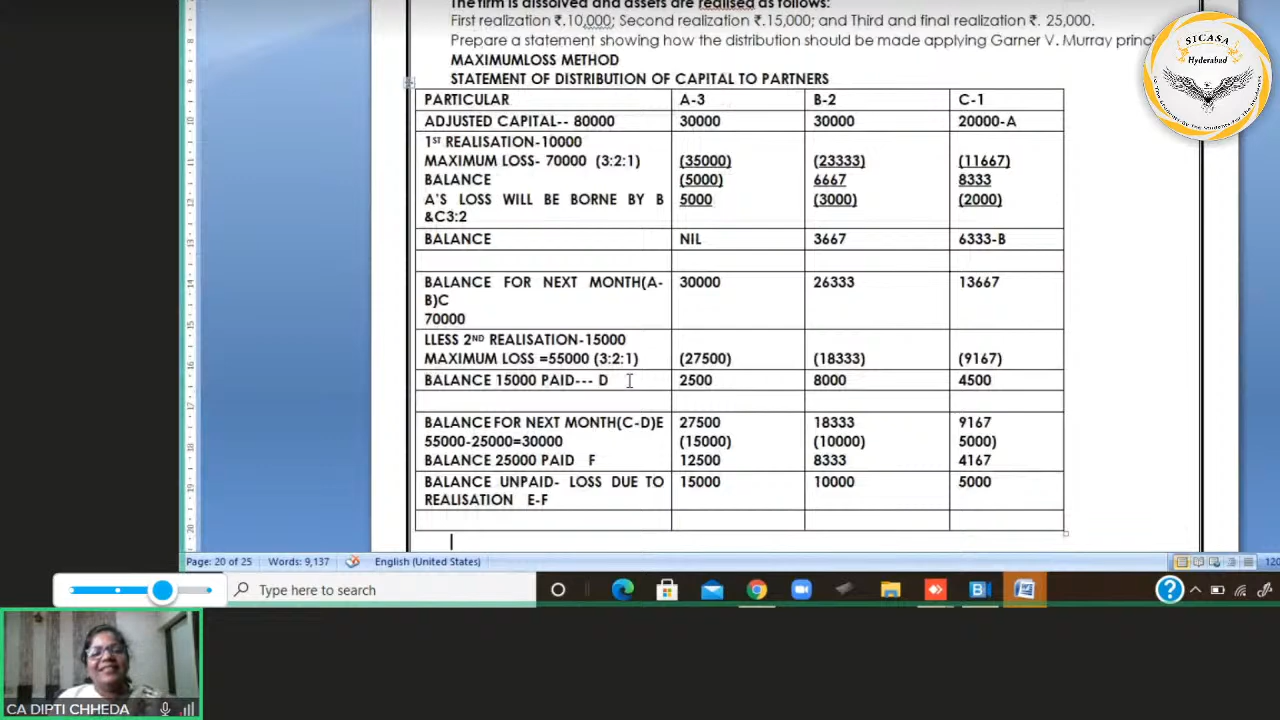 The firm is dissolved and assets are realised as follows:
First realization ₹.10,000; Second realization ₹.15,000; and Third and final realization ₹. 25,000.
Prepare a statement showing how the distribution should be made applying Garner V. Murray princ
MAXIMUMLOSS METHOD
STATEMENT OF DISTRIBUTION OF CAPITAL TO PARTNERS
PARTICULAR A-3 B-2 C-1
ADJUSTED CAPITAL-- 80000 30000 30000 20000-A
1ST REALISATION-10000
MAXIMUM LOSS- 70000 (3:2:1) (35000) (23333) (11667)
BALANCE (5000) 6667 8333
A'S LOSS WILL BE BORNE BY B 5000 (3000) (2000)
&C3:2
BALANCE NIL 3667 6333-B
BALANCE FOR NEXT MONTH(A- 30000 26333 13667
B)C
70000
LLESS 2ND REALISATION-15000
MAXIMUM LOSS =55000 (3:2:1) (27500) (18333) (9167)
BALANCE 15000 PAID--- D 2500 8000 4500
BALANCE FOR NEXT MONTH(C-D)E 27500 18333 9167
55000-25000=30000 (15000) (10000) 5000)
BALANCE 25000 PAID F 12500 8333 4167
BALANCE UNPAID- LOSS DUE TO 15000 10000 5000
REALISATION E-F
SICASA
Hyderabad
Page: 20 of 25 Words: 9,137 English (United States) 120
Type here to search
CA DIPTI CHHEDA